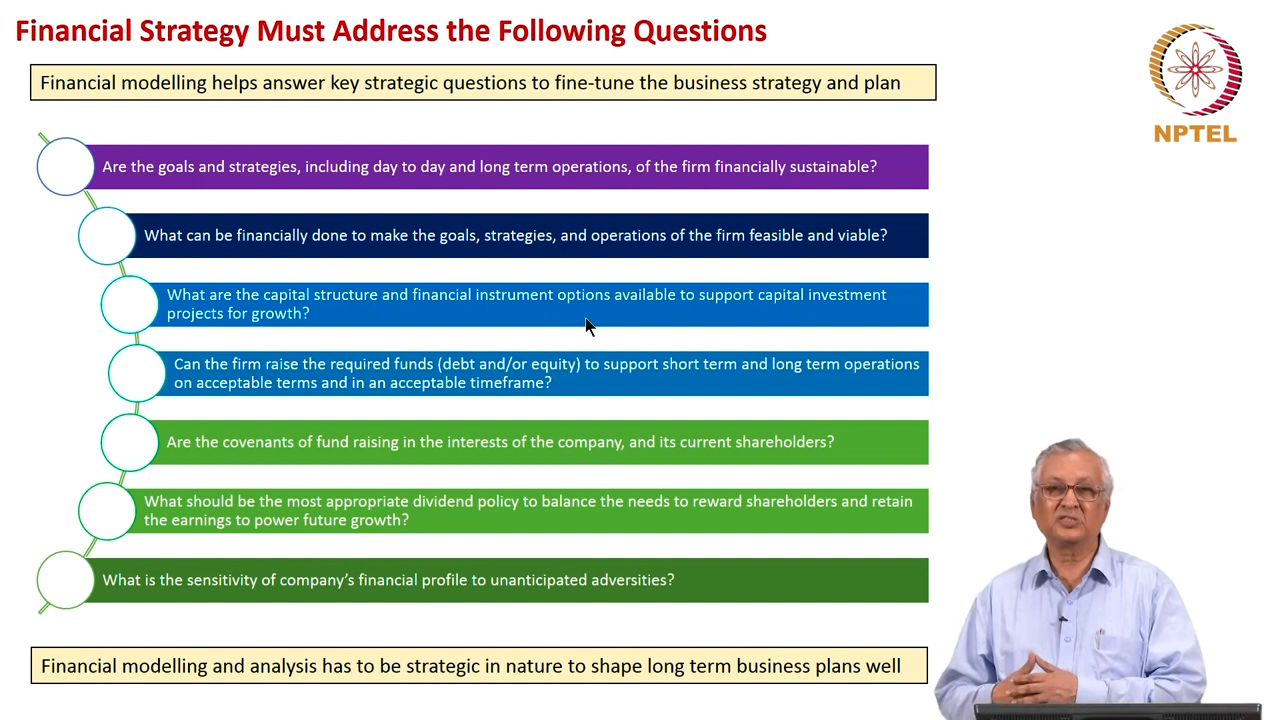 Financial Strategy Must Address the Following Questions
Financial modelling helps answer key strategic questions to fine-tune the business strategy and plan
NPTEL
Are the goals and strategies, including day to day and long term operations, of the firm financially sustainable?
What can be financially done to make the goals, strategies, and operations of the firm feasible and viable?
What are the capital structure and financial instrument options available to support capital investment
projects for growth?
Can the firm raise the required funds (debt and/or equity) to support short term and long term operations
on acceptable terms and in an acceptable timeframe?
Are the covenants of fund raising in the interests of the company, and its current shareholders?
What should be the most appropriate dividend policy to balance the needs to reward shareholders and retain
the earnings to power future growth?
What is the sensitivity of company’s financial profile to unanticipated adversities?
Financial modelling and analysis has to be strategic in nature to shape long term business plans well